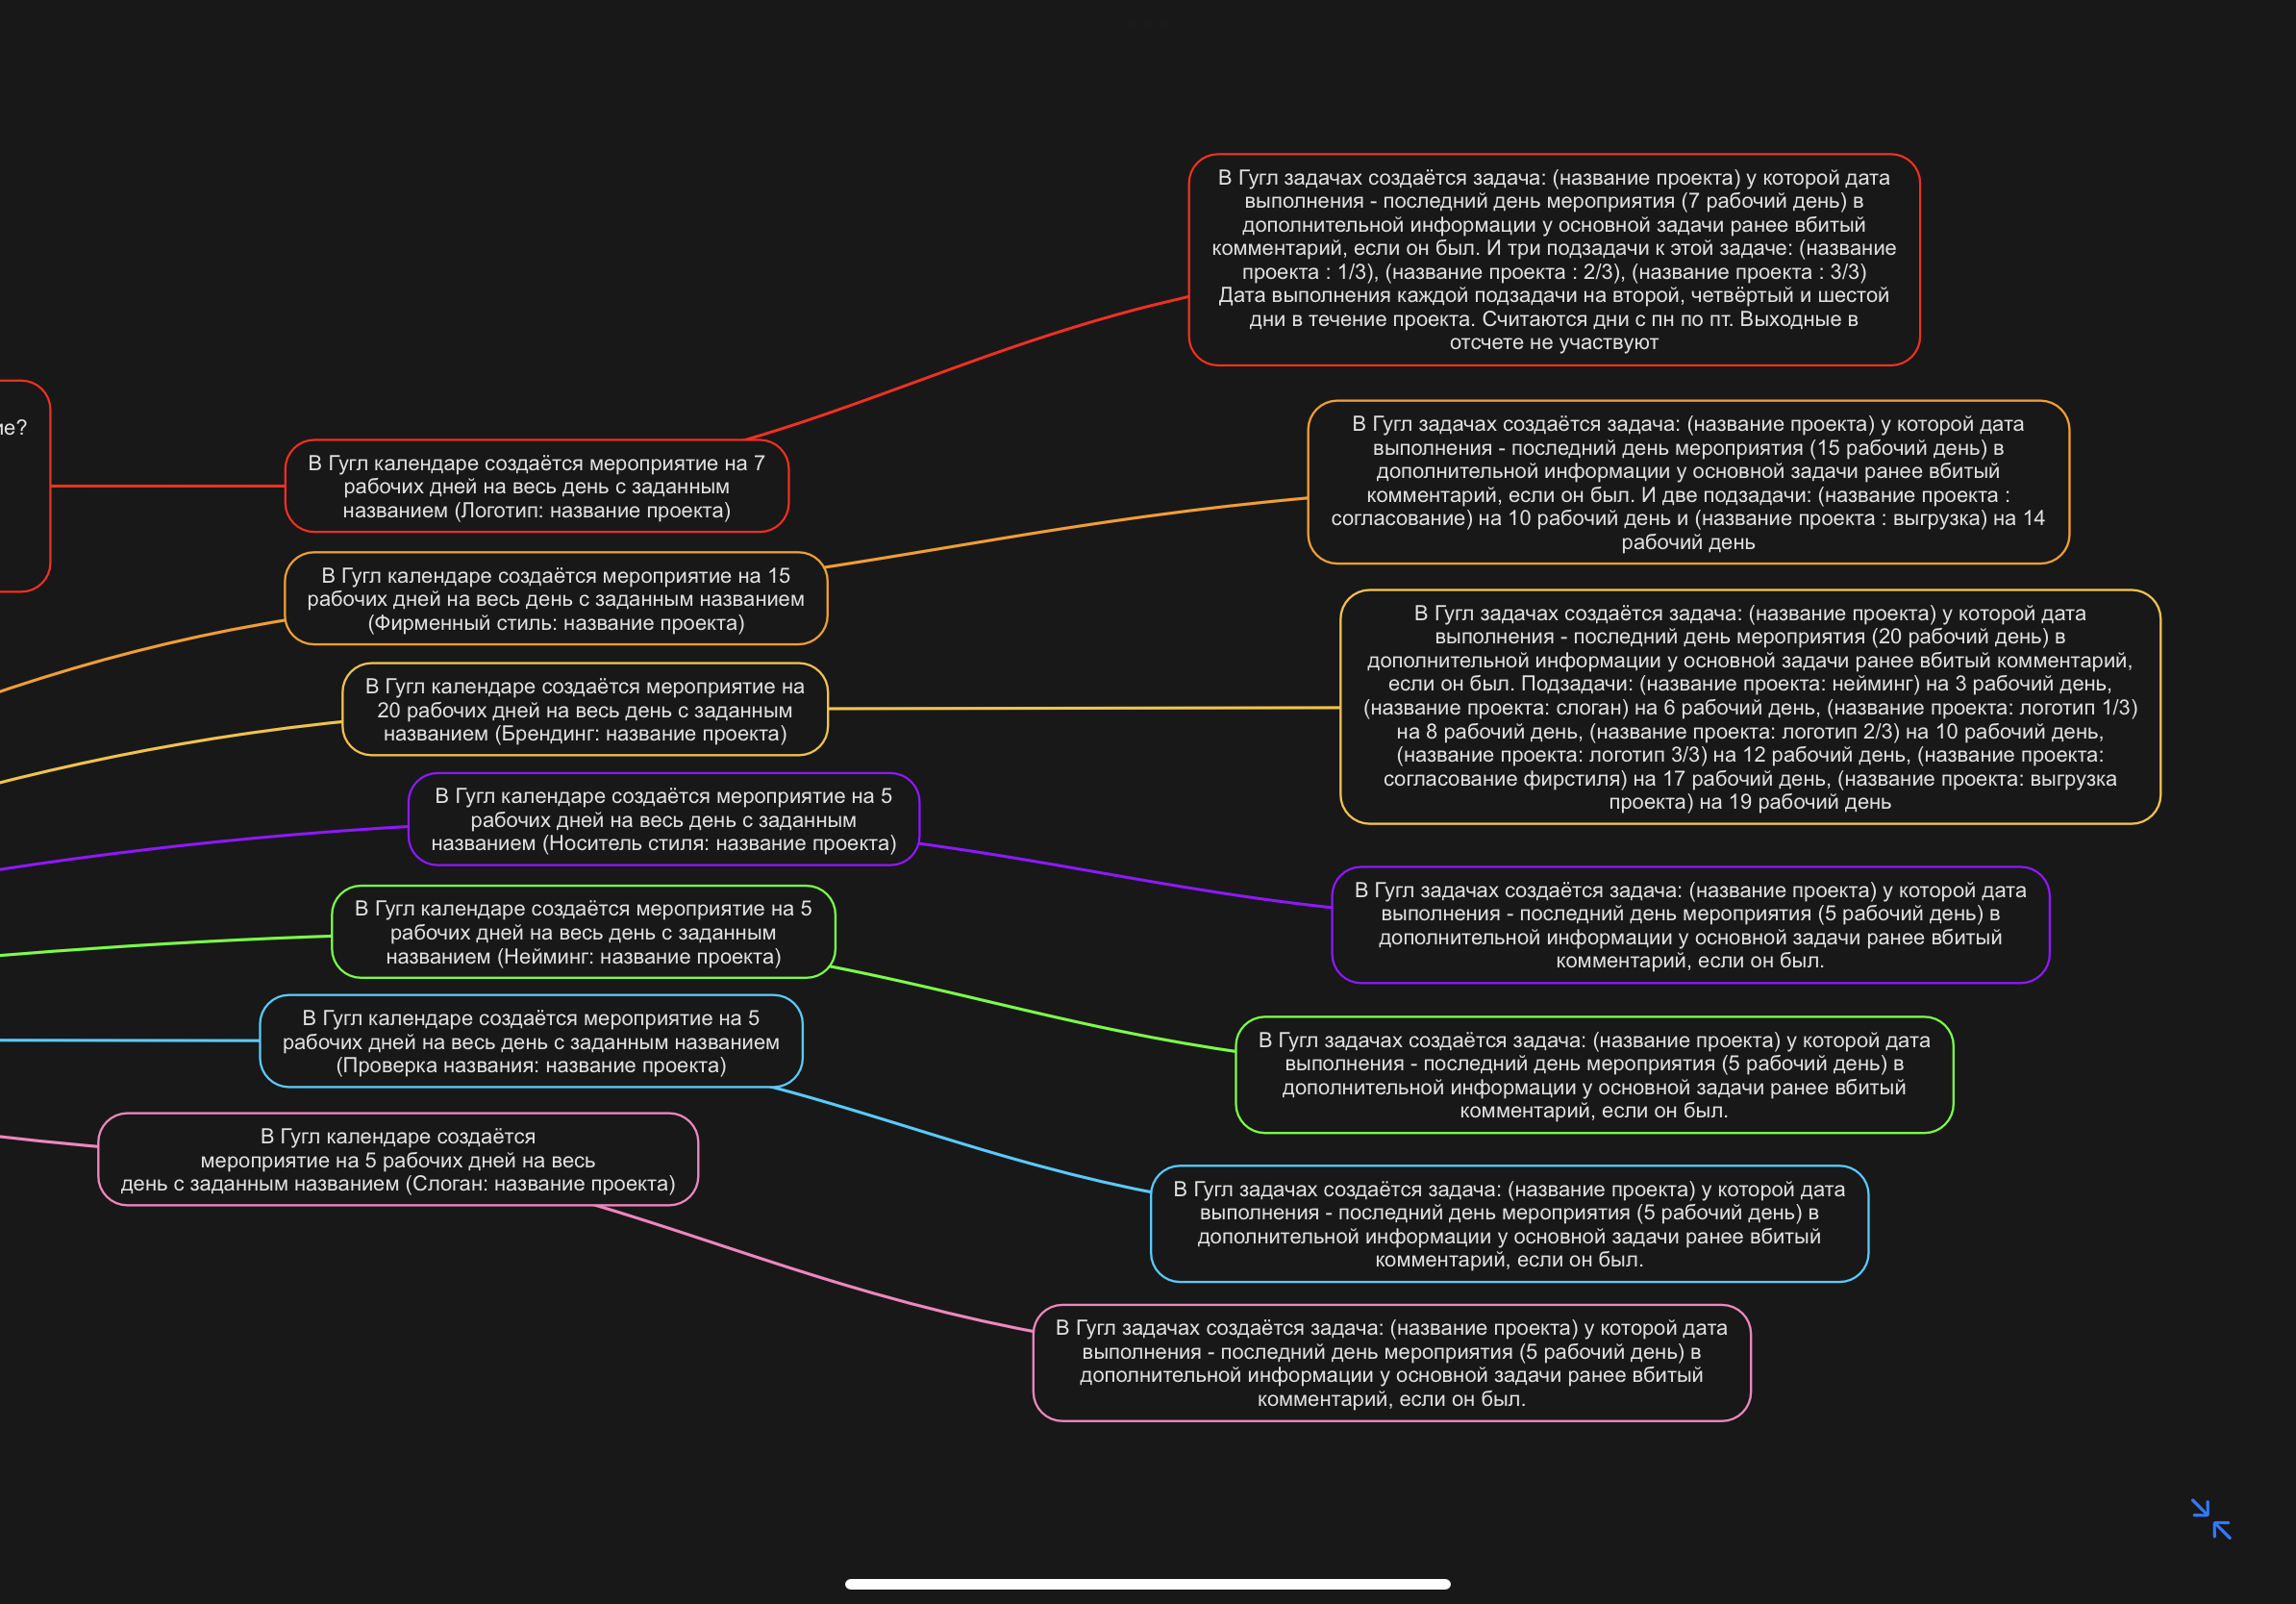 ие?
В Гугл календаре создаётся мероприятие на 7
рабочих дней на весь день с заданным
названием (Логотип: название проекта)
В Гугл задачах создаётся задача: (название проекта) у которой дата
выполнения - последний день мероприятия (7 рабочий день) в
дополнительной информации у основной задачи ранее вбитый
комментарий, если он был. И три подзадачи к этой задаче: (название
проекта : 1/3), (название проекта : 2/3), (название проекта : 3/3)
Дата выполнения каждой подзадачи на второй, четвёртый и шестой
дни в течение проекта. Считаются дни с пн по пт. Выходные в
отсчете не участвуют
В Гугл календаре создаётся мероприятие на 15
рабочих дней на весь день с заданным названием
(Фирменный стиль: название проекта)
В Гугл задачах создаётся задача: (название проекта) у которой дата
выполнения - последний день мероприятия (15 рабочий день) в
дополнительной информации у основной задачи ранее вбитый
комментарий, если он был. И две подзадачи: (название проекта :
согласование) на 10 рабочий день и (название проекта : выгрузка) на 14
рабочий день
В Гугл календаре создаётся мероприятие на
20 рабочих дней на весь день с заданным
названием (Брендинг: название проекта)
В Гугл задачах создаётся задача: (название проекта) у которой дата
выполнения - последний день мероприятия (20 рабочий день) в
дополнительной информации у основной задачи ранее вбитый комментарий,
если он был. Подзадачи: (название проекта: нейминг) на 3 рабочий день,
(название проекта: слоган) на 6 рабочий день, (название проекта: логотип 1/3)
на 8 рабочий день, (название проекта: логотип 2/3) на 10 рабочий день,
(название проекта: логотип 3/3) на 12 рабочий день, (название проекта:
согласование фирстиля) на 17 рабочий день, (название проекта: выгрузка
проекта) на 19 рабочий день
В Гугл календаре создаётся мероприятие на 5
рабочих дней на весь день с заданным
названием (Носитель стиля: название проекта)
В Гугл задачах создаётся задача: (название проекта) у которой дата
выполнения - последний день мероприятия (5 рабочий день) в
дополнительной информации у основной задачи ранее вбитый
комментарий, если он был.
В Гугл календаре создаётся мероприятие на 5
рабочих дней на весь день с заданным
названием (Нейминг: название проекта)
В Гугл задачах создаётся задача: (название проекта) у которой дата
выполнения - последний день мероприятия (5 рабочий день) в
дополнительной информации у основной задачи ранее вбитый
комментарий, если он был.
В Гугл календаре создаётся мероприятие на 5
рабочих дней на весь день с заданным названием
(Проверка названия: название проекта)
В Гугл задачах создаётся задача: (название проекта) у которой дата
выполнения - последний день мероприятия (5 рабочий день) в
дополнительной информации у основной задачи ранее вбитый
комментарий, если он был.
В Гугл календаре создаётся
мероприятие на 5 рабочих дней на весь
день с заданным названием (Слоган: название проекта)
В Гугл задачах создаётся задача: (название проекта) у которой дата
выполнения - последний день мероприятия (5 рабочий день) в
дополнительной информации у основной задачи ранее вбитый
комментарий, если он был.